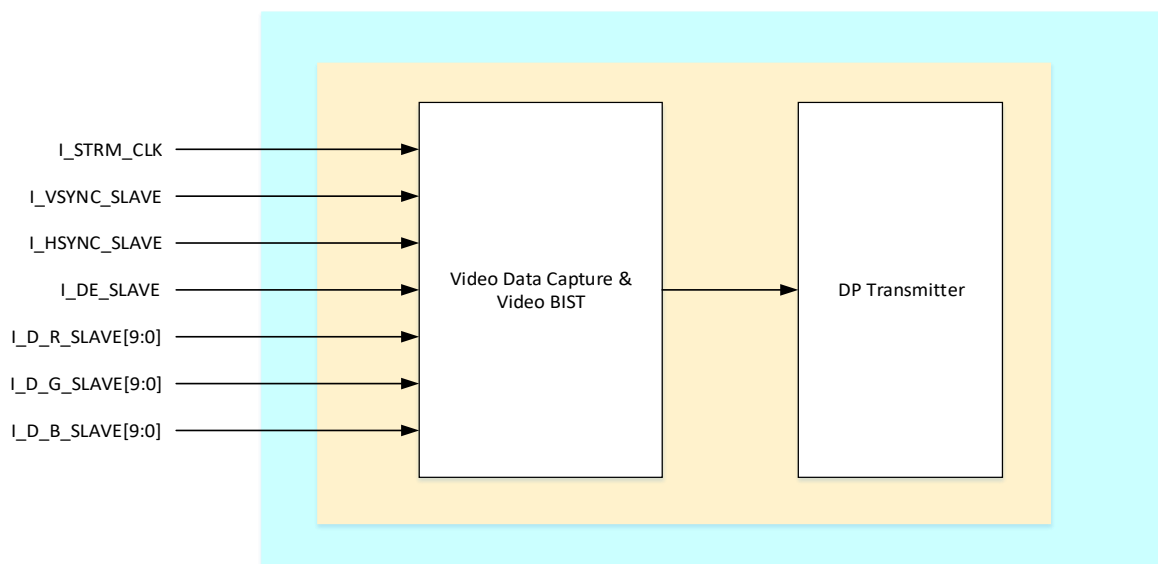 I_STRM_CLK
I_VSYNC_SLAVE
I_HSYNC_SLAVE
I_DE_SLAVE
I_D_R_SLAVE[9:0]
I_D_G_SLAVE[9:0]
I_D_B_SLAVE[9:0]
Video Data Capture &
Video BIST
DP Transmitter